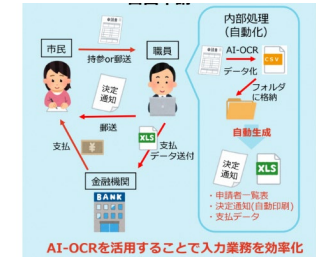 市民
持参or郵送
職員
決定
通知
郵送
支払
支払
データ送付
XLS
金融機関
BANK
内部処理
(自動化)
AI-OCR
CSV
データ化
フォルダ
に格納
自動生成
決定
通知
XLS
・申請者一覧表
・決定通知(自動印刷)
・支払データ
AI-OCRを活用することで入力業務を効率化